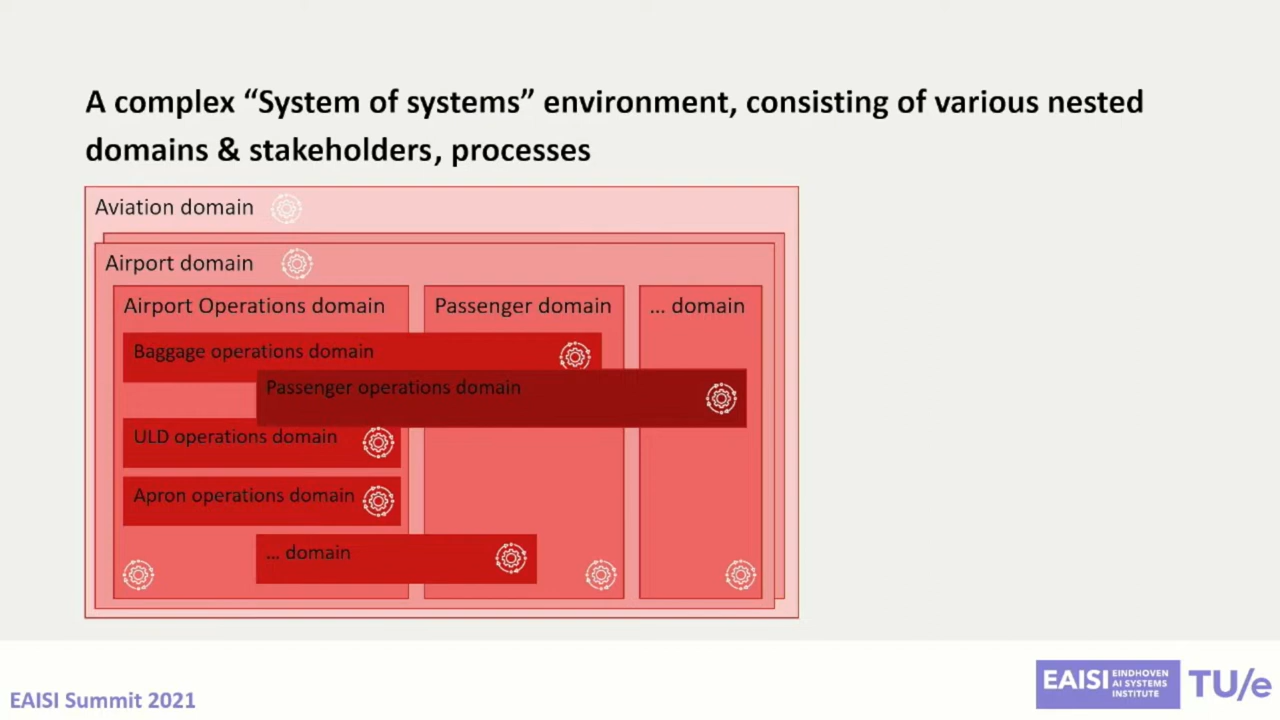 A complex “System of systems” environment, consisting of various nested
domains & stakeholders, processes
Aviation domain
Airport domain
Airport Operations domain
Passenger domain
... domain
Baggage operations domain
Passenger operations domain
ULD operations domain
Apron operations domain
... domain
EAISI Summit 2021
EAISI
EINDHOVEN
AI SYSTEMS
INSTITUTE
TU/e